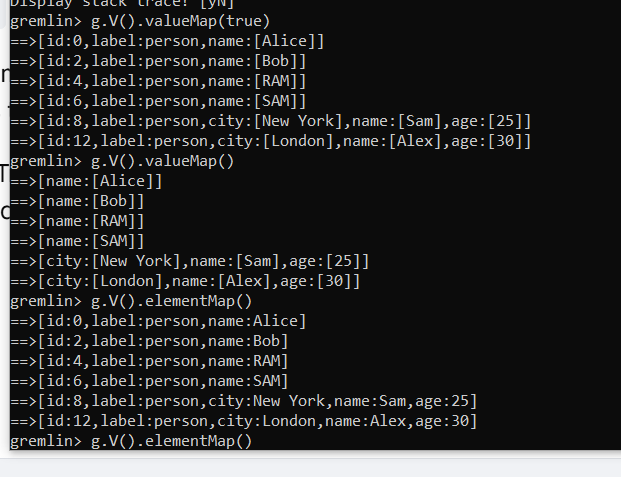 Display stack trace? [yN]
gremlin> g.V().valueMap(true)
==>[id:0,label:person,name:[Alice]]
==>[id:2,label:person,name:[Bob]]
==>[id:4,label:person,name:[RAM]]
==>[id:6,label:person,name:[SAM]]
==>[id:8,label:person,city:[New York],name:[Sam],age:[25]]
==>[id:12,label:person,city:[London],name:[Alex],age:[30]]
gremlin> g.V().valueMap()
==>[name:[Alice]]
==>[name:[Bob]]
==>[name:[RAM]]
==>[name:[SAM]]
==>[city:[New York],name:[Sam],age:[25]]
==>[city:[London],name:[Alex],age:[30]]
gremlin> g.V().elementMap()
==>[id:0,label:person,name:Alice]
==>[id:2,label:person,name:Bob]
==>[id:4,label:person,name:RAM]
==>[id:6,label:person,name:SAM]
==>[id:8,label:person,city:New York,name:Sam,age:25]
==>[id:12,label:person,city:London,name:Alex,age:30]
gremlin> g.V().elementMap()